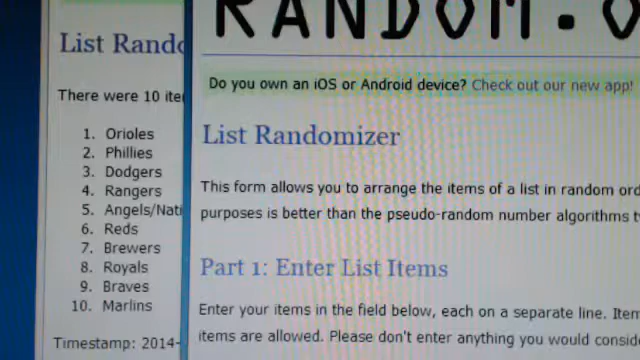 List Rando
There were 10 ite
1. Orioles
2. Phillies
3. Dodgers
4. Rangers
5. Angels/Nati
6. Reds
7. Brewers
8. Royals
9. Braves
10. Marlins
Timestamp: 2014-
RANDOM.O
Do you own an iOS or Android device? Check out our new app!
List Randomizer
This form allows you to arrange the items of a list in random ord
purposes is better than the pseudo-random number algorithms t
Part 1: Enter List Items
Enter your items in the field below, each on a separate line. Item
items are allowed. Please don't enter anything you would consid